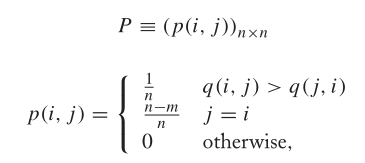 P ≡ (p(i, j))n×n
p(i, j) = { 1/n q(i, j) > q(j, i)
n−m/n j = i
0 otherwise,